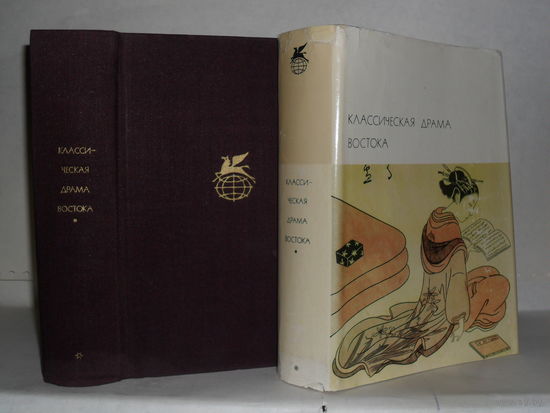 КЛАССИ-
ЧЕСКАЯ
ДРАМА
ВОСТОКА
КЛАССИЧЕСКАЯ ДРАМА
ВОСТОКА
КЛАССИ-
ЧЕСКАЯ
ДРАМА
ВОСТОКА